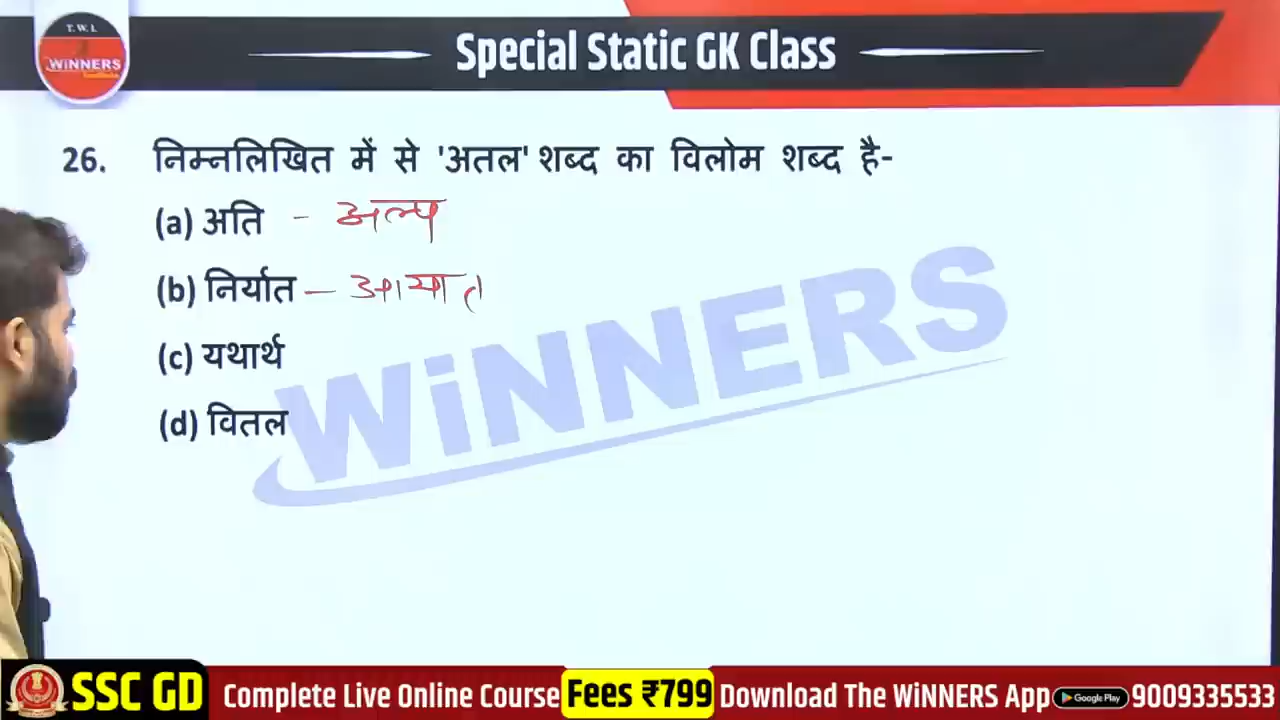 T. W. I.
WiNNERS
Special Static GK Class
26. निम्नलिखित में से 'अतल' शब्द का विलोम शब्द है-
(a) अति - अल्प
(b) निर्यात – आयात
(c) यथार्थ
(d) वितल
WiNNERS
SSC GD Complete Live Online Course Fees ₹799 Download The WiNNERS App Google Play 9009335533